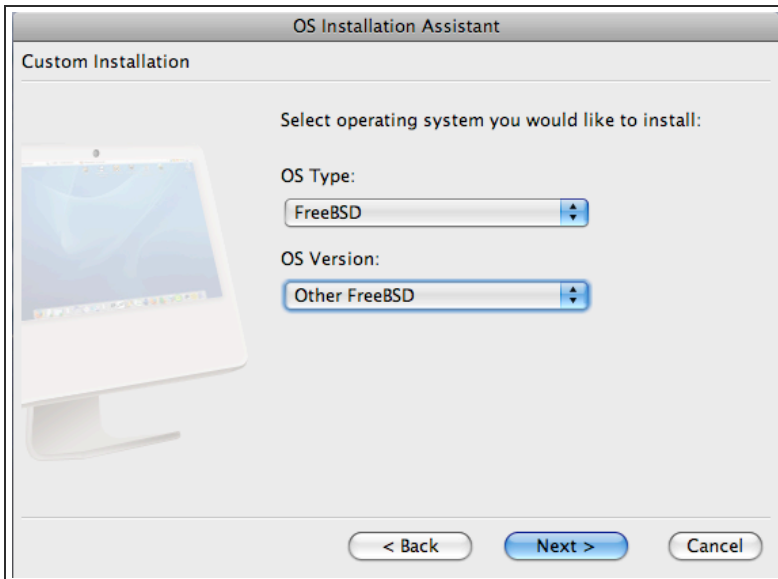 OS Installation Assistant
Custom Installation
Select operating system you would like to install:
OS Type:
FreeBSD
OS Version:
Other FreeBSD
< Back
Next >
Cancel